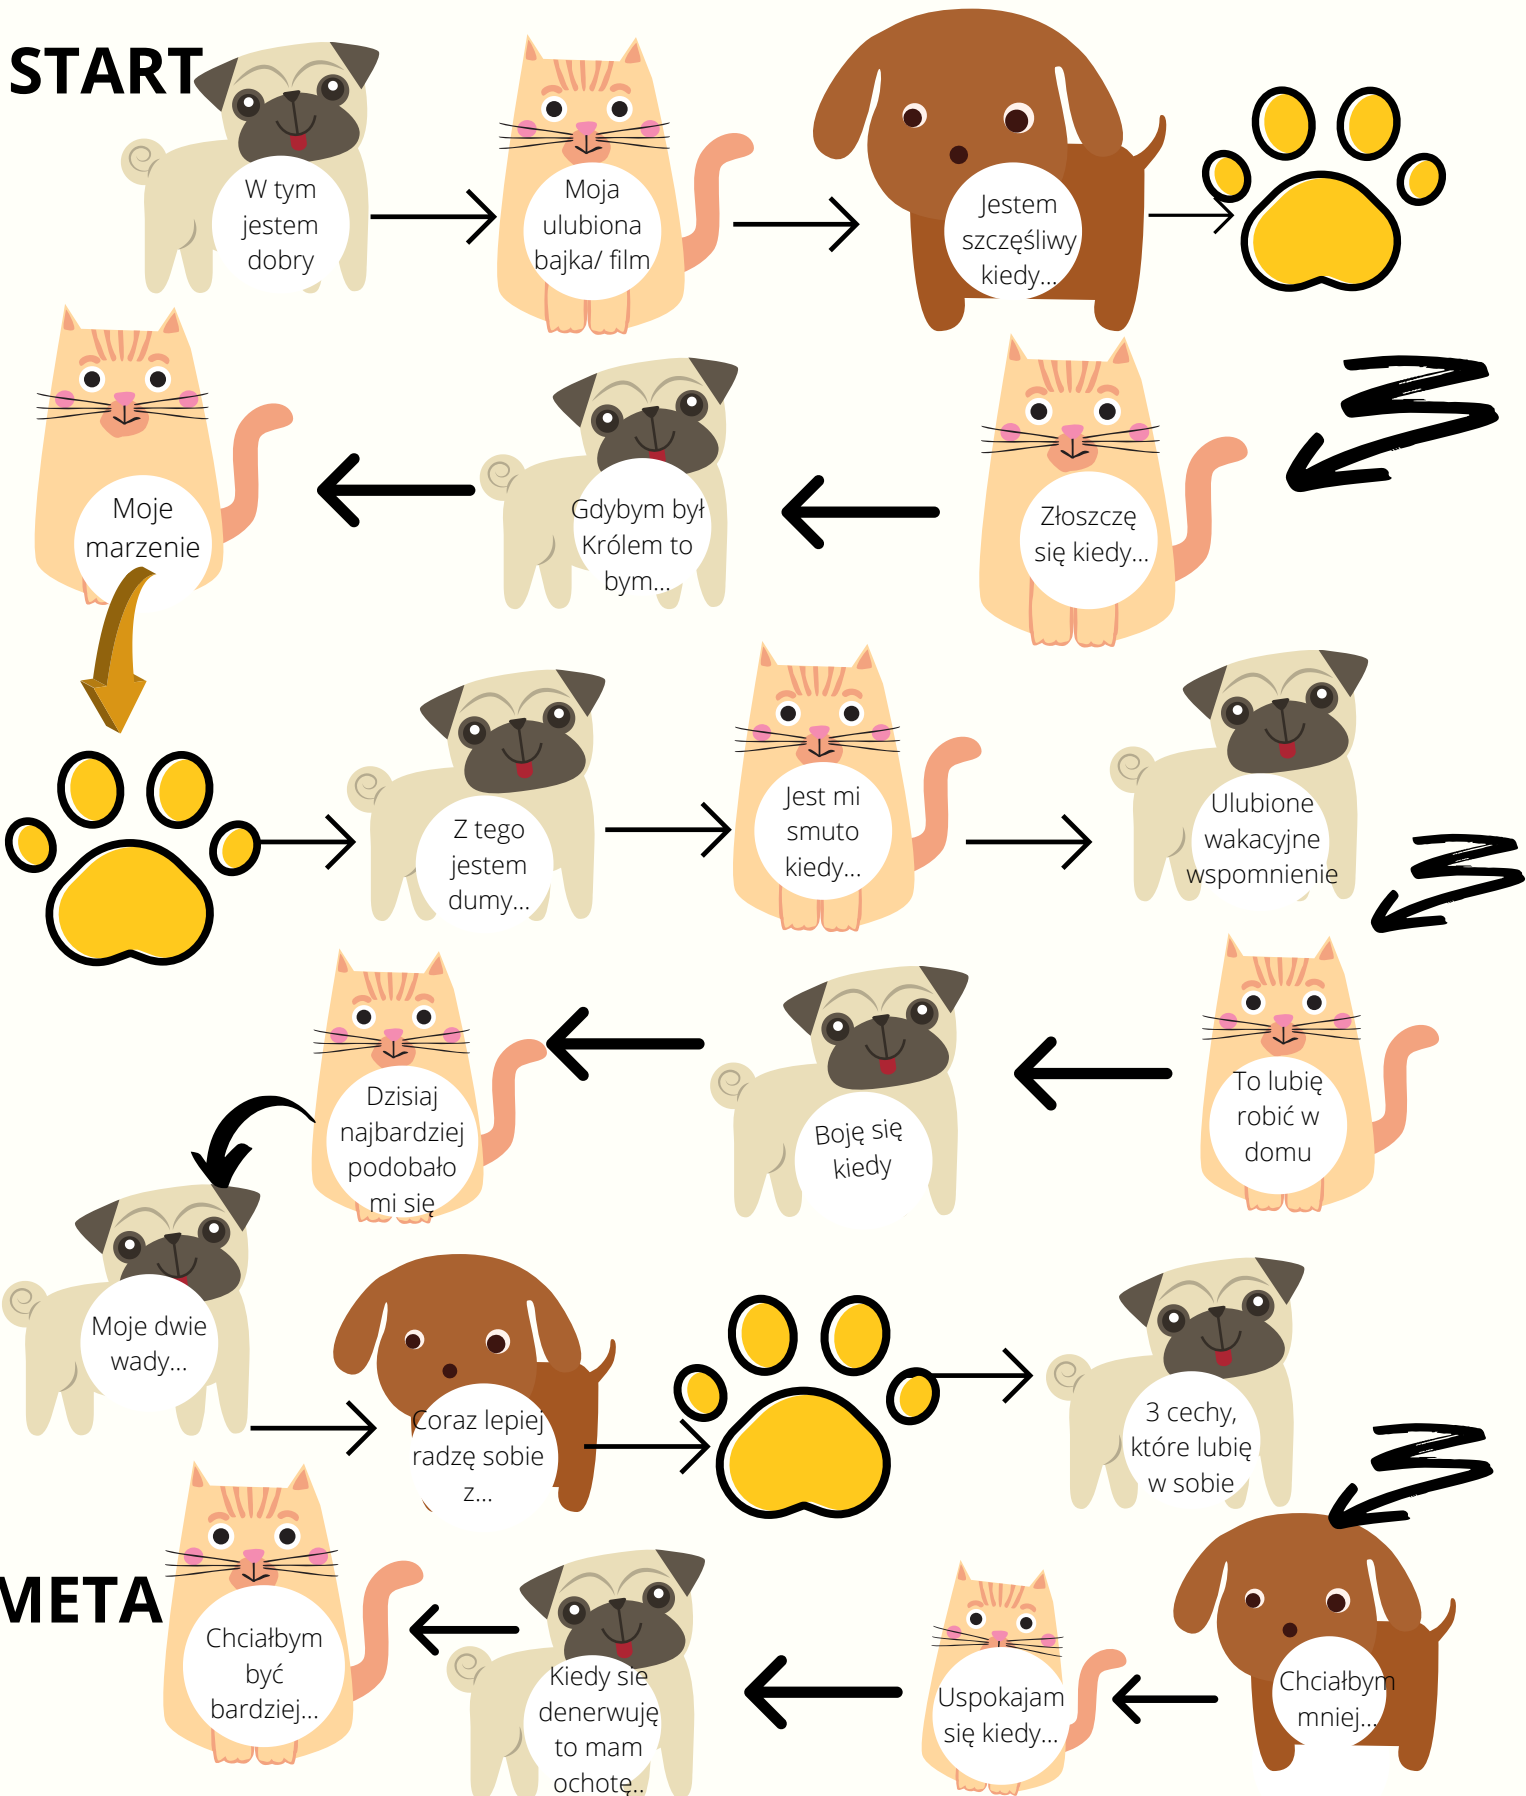 START
W tym
jestem
dobry
Moja
ulubiona
bajka/ film
Jestem
szczęśliwy
kiedy...
Złoszczę
się kiedy...
Gdybym był
Królem to
bym...
Moje
marzenie
Z tego
jestem
dumy...
Jest mi
smuto
kiedy...
Ulubione
wakacyjne
wspomnienie
To lubię
robić w
domu
Boję się
kiedy
Dzisiaj
najbardziej
podobało
mi się
Moje dwie
wady...
Coraz lepiej
radzę sobie
z...
3 cechy,
które lubię
w sobie
Chciałbym
mniej...
Uspokajam
się kiedy...
Kiedy sie
denerwuję
to mam
ochotę..
Chciałbym
być
bardziej...
META